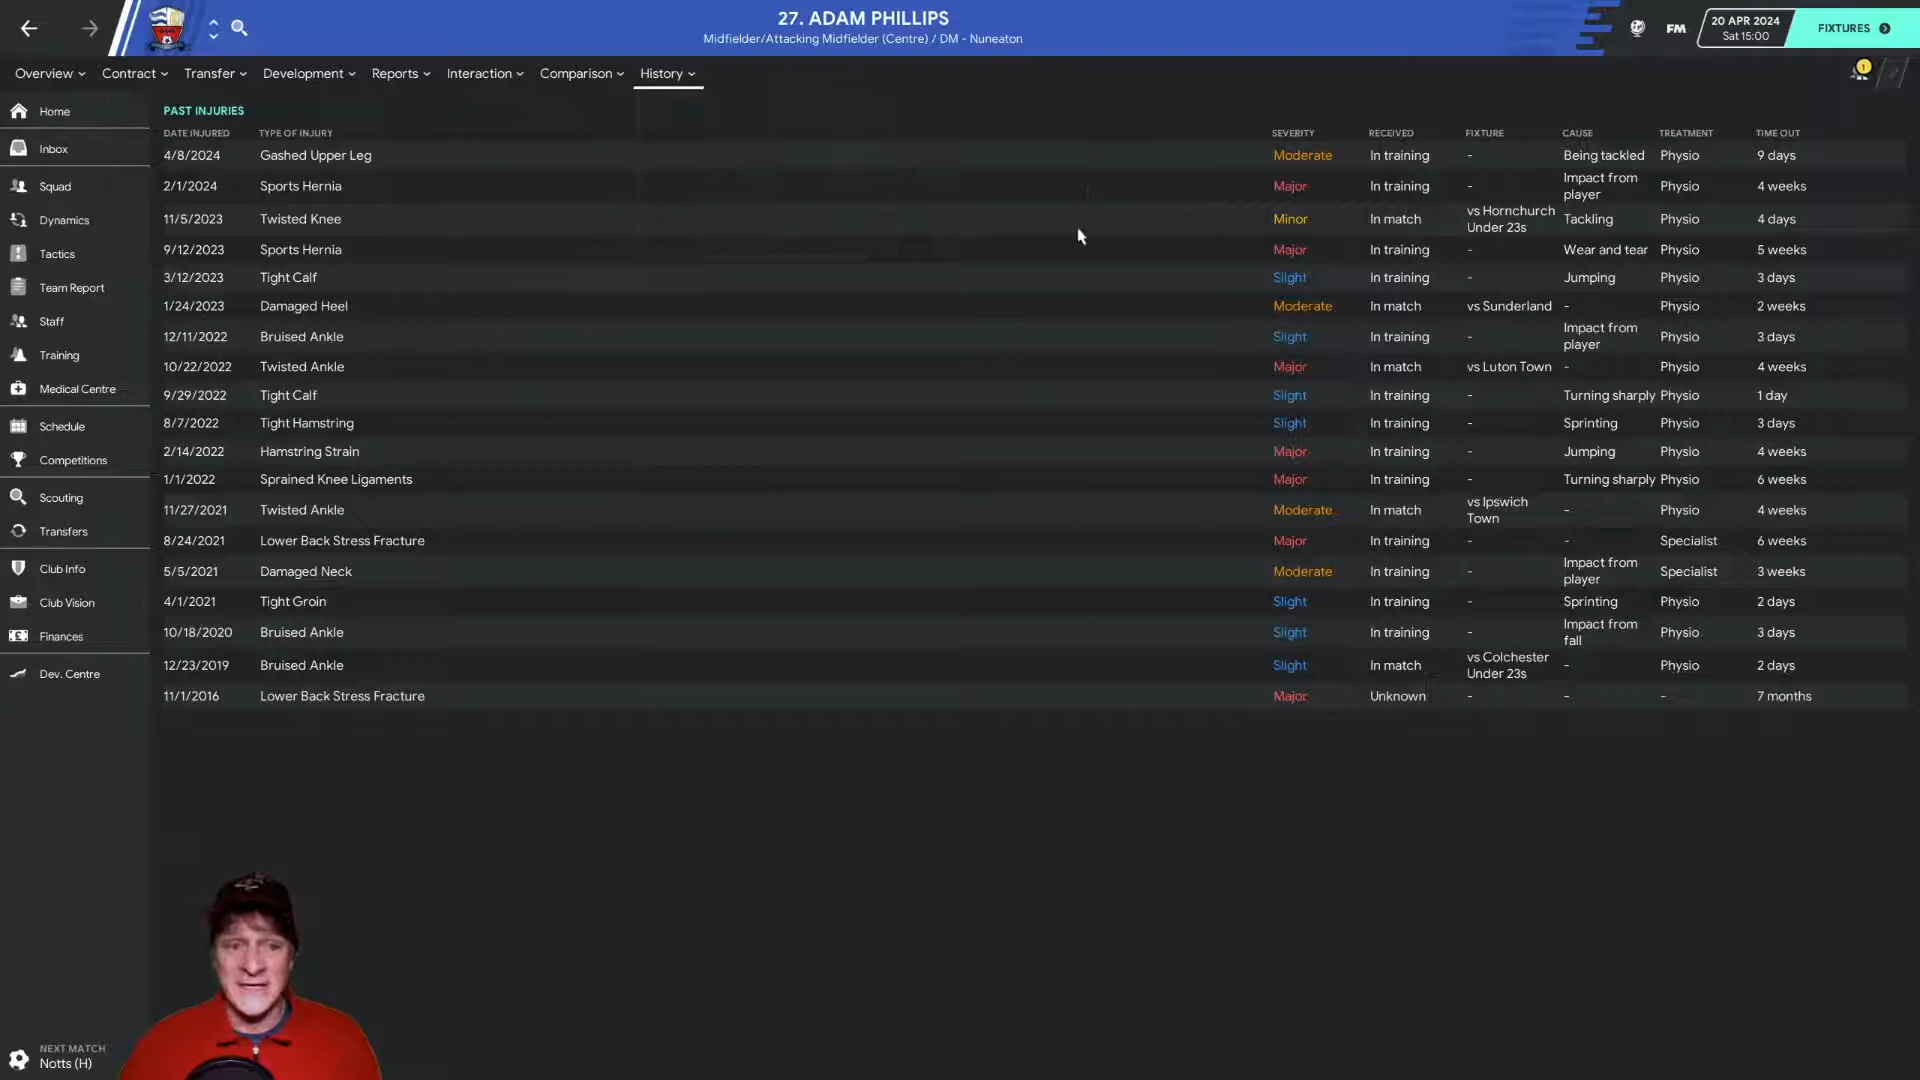 27. ADAM PHILLIPS
Midfielder/Attacking Midfielder (Centre) / DM - Nuneaton
FM
20 APR 2024
Sat 15:00
FIXTURES
Overview Contract Transfer Development Reports Interaction Comparison History
1
Home
Inbox
Squad
Dynamics
Tactics
Team Report
Staff
Training
Medical Centre
Schedule
Competitions
Scouting
Transfers
Club Info
Club Vision
Finances
Dev. Centre
NEXT MATCH
Notts (H)
PAST INJURIES
DATE INJURED TYPE OF INJURY SEVERITY RECEIVED FIXTURE CAUSE TREATMENT TIME OUT
4/8/2024 Gashed Upper Leg Moderate In training - Being tackled Physio 9 days
2/1/2024 Sports Hernia Major In training - Impact from player Physio 4 weeks
11/5/2023 Twisted Knee Minor In match vs Hornchurch Under 23s Tackling Physio 4 days
9/12/2023 Sports Hernia Major In training - Wear and tear Physio 5 weeks
3/12/2023 Tight Calf Slight In training - Jumping Physio 3 days
1/24/2023 Damaged Heel Moderate In match vs Sunderland - Physio 2 weeks
12/11/2022 Bruised Ankle Slight In training - Impact from player Physio 3 days
10/22/2022 Twisted Ankle Major In match vs Luton Town - Physio 4 weeks
9/29/2022 Tight Calf Slight In training - Turning sharply Physio 1 day
8/7/2022 Tight Hamstring Slight In training - Sprinting Physio 3 days
2/14/2022 Hamstring Strain Major In training - Jumping Physio 4 weeks
1/1/2022 Sprained Knee Ligaments Major In training - Turning sharply Physio 6 weeks
11/27/2021 Twisted Ankle Moderate In match vs Ipswich Town - Physio 4 weeks
8/24/2021 Lower Back Stress Fracture Major In training - - Specialist 6 weeks
5/5/2021 Damaged Neck Moderate In training - Impact from player Specialist 3 weeks
4/1/2021 Tight Groin Slight In training - Sprinting Physio 2 days
10/18/2020 Bruised Ankle Slight In training - Impact from fall Physio 3 days
12/23/2019 Bruised Ankle Slight In match vs Colchester Under 23s - Physio 2 days
11/1/2016 Lower Back Stress Fracture Major Unknown - - - 7 months